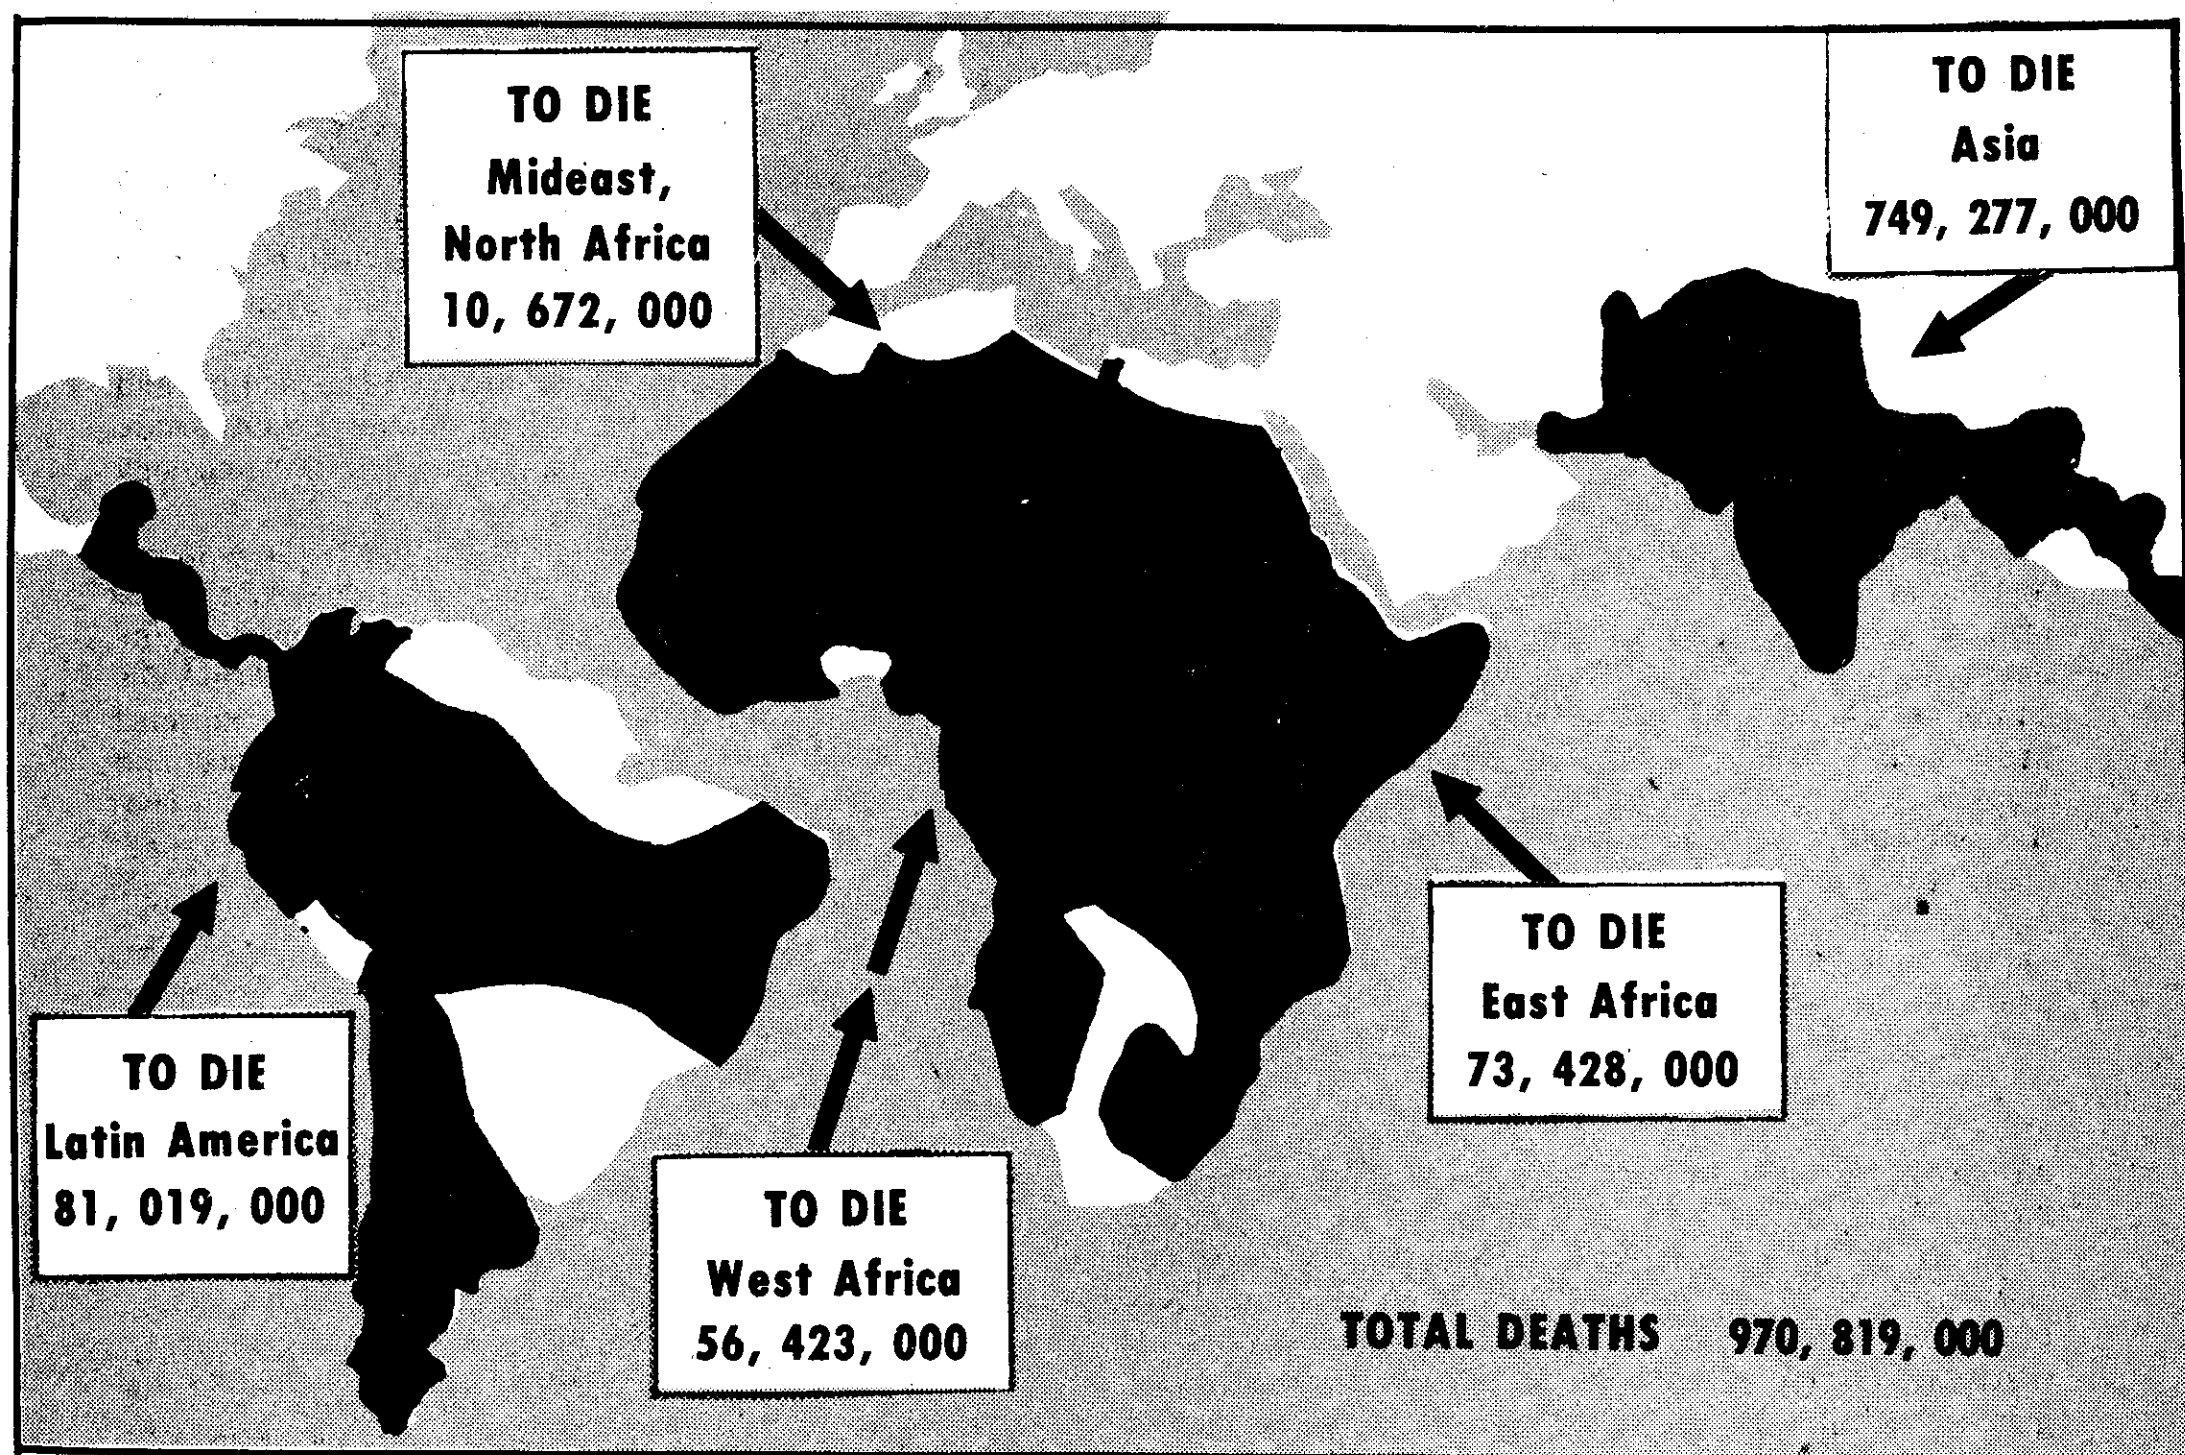 TO DIE
Mideast,
North Africa
10, 672, 000
TO DIE
Asia
749, 277, 000
TO DIE
East Africa
73, 428, 000
TO DIE
Latin America
81, 019, 000
TO DIE
West Africa
56, 423, 000
TOTAL DEATHS 970, 819, 000